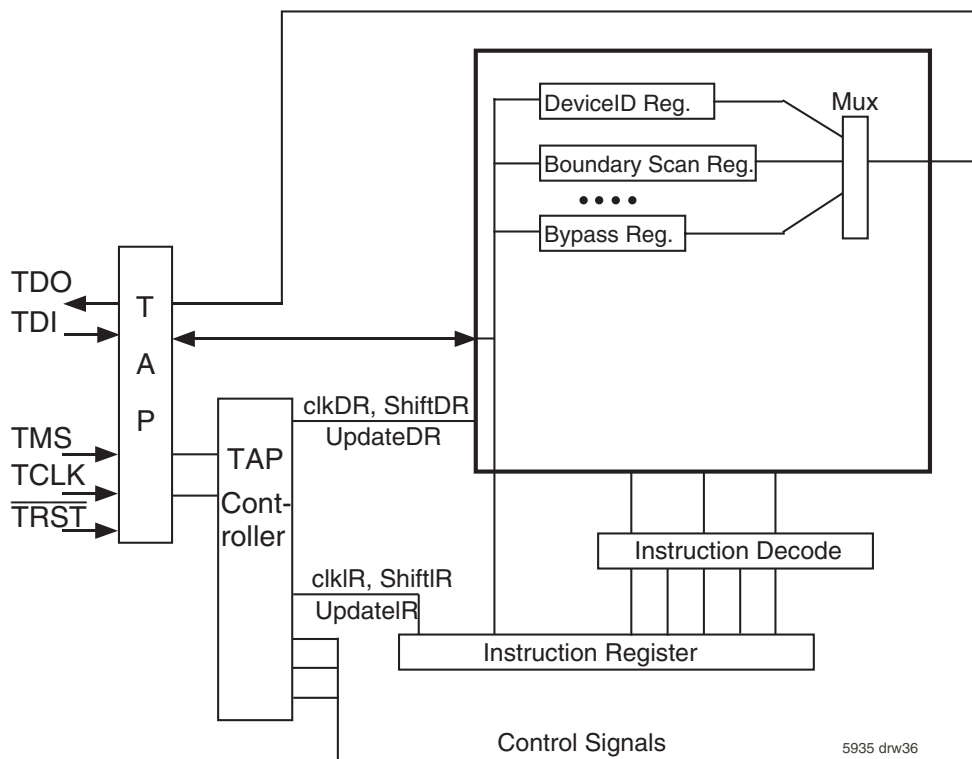 DeviceID Reg.
Mux
Boundary Scan Reg.
Bypass Reg.
TDO
TDI
T
A
P
TMS
TCLK
TRST
clkDR, ShiftDR
UpdateDR
TAP
Cont-
roller
Instruction Decode
clkIR, ShiftIR
UpdateIR
Instruction Register
Control Signals
5935 drw36